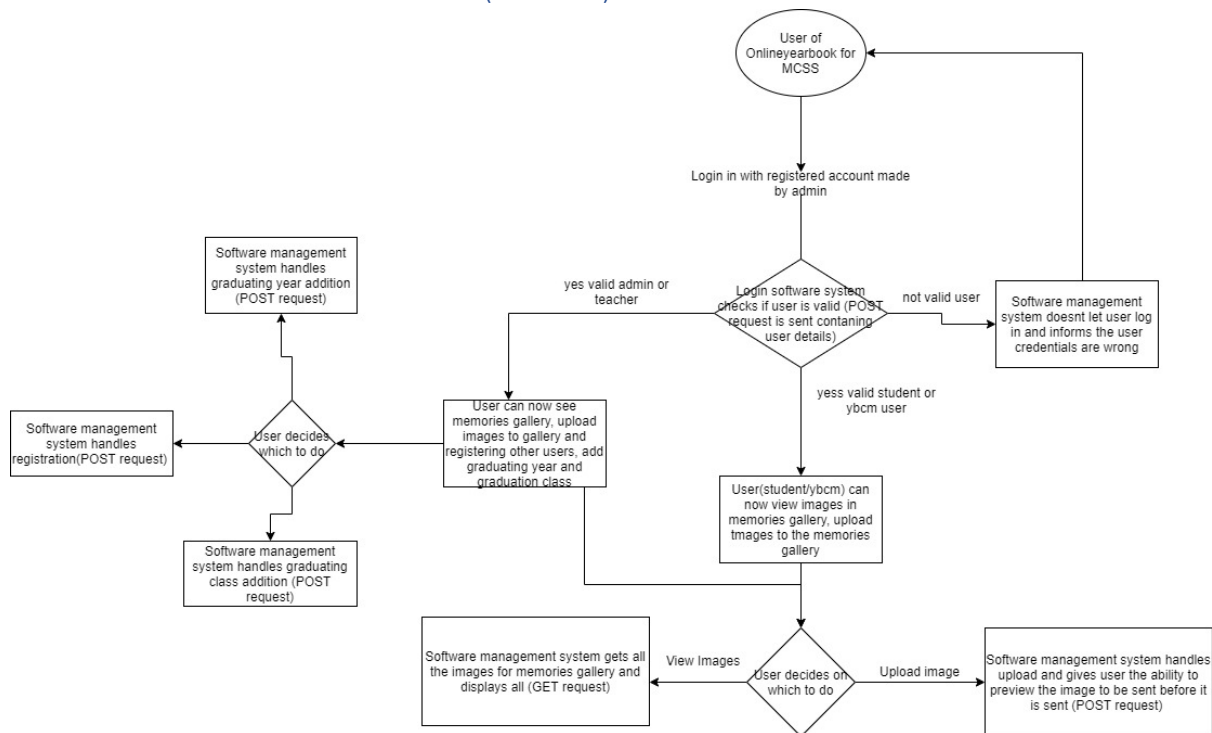 User of
Onlineyearbook for
MCSS
Login in with registered account made
by admin
Software management
system handles
graduating year addition
(POST request)
yes valid admin or
teacher
Login software system
checks if user is valid (POST
request is sent contaning
user details)
not valid user
Software management
system doesnt let user log
in and informs the user
credentials are wrong
yess valid student or
ybcm user
User can now see
memories gallery, upload
images to gallery and
registering other users, add
graduating year and
graduation class
User decides
which to do
Software management
system handles
registration(POST request)
User(student/ybcm) can
now view images in
memories gallery, upload
tmages to the memories
gallery
Software management
system handles graduating
class addition (POST
request)
Software management system gets all
the images for memories gallery and
displays all (GET request)
View Images
User decides on
which to do
Upload image
Software management system handles
upload and gives user the ability to
preview the image to be sent before it
is sent (POST request)